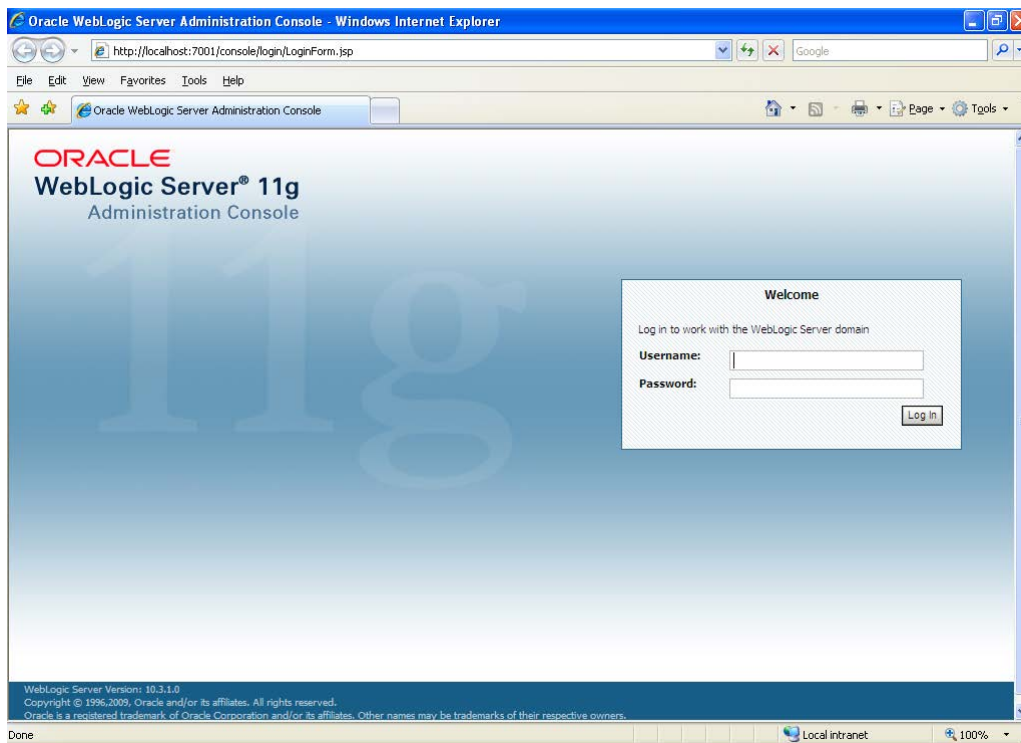 Oracle WebLogic Server Administration Console - Windows Internet Explorer
http://localhost:7001/console/login/LoginForm.jsp
Google
File Edit View Favorites Tools Help
Oracle WebLogic Server Administration Console
Page Tools
ORACLE
WebLogic Server® 11g
Administration Console
11g
Welcome
Log in to work with the WebLogic Server domain
Username:
Password:
Log In
WebLogic Server Version: 10.3.1.0
Copyright © 1996,2009, Oracle and/or its affiliates. All rights reserved.
Oracle is a registered trademark of Oracle Corporation and/or its affiliates. Other names may be trademarks of their respective owners.
Done
Local intranet
100%